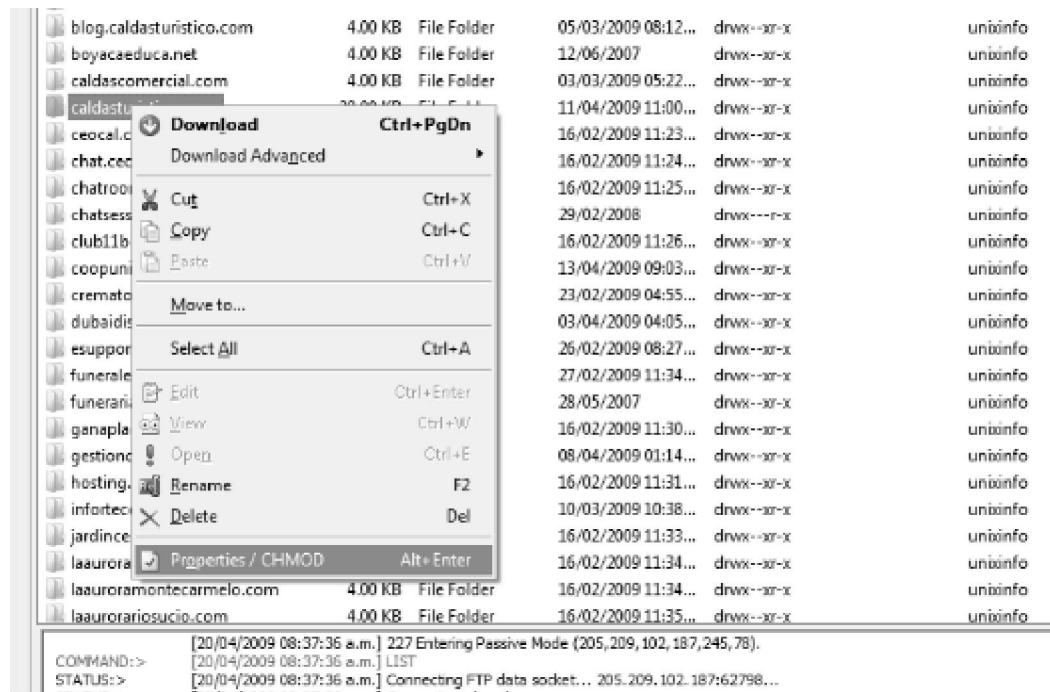 blog.caldasturistico.com 4.00 KB File Folder 05/03/2009 08:12... drwx--xr-x unixinfo
boyacaeduca.net 4.00 KB File Folder 12/06/2007 drwx--xr-x unixinfo
caldascomercial.com 4.00 KB File Folder 03/03/2009 05:22... drwx--xr-x unixinfo
11/04/2009 11:00... drwx--xr-x unixinfo
ceocal.c 16/02/2009 11:23... drwx--xr-x unixinfo
chat.cec 16/02/2009 11:24... drwx--xr-x unixinfo
chatroo 16/02/2009 11:25... drwx--xr-x unixinfo
chatsess 29/02/2008 drwx---r-x unixinfo
club11b 16/02/2009 11:26... drwx--xr-x unixinfo
coopuni 13/04/2009 09:03... drwx--xr-x unixinfo
cremato 23/02/2009 04:55... drwx--xr-x unixinfo
dubaidis 03/04/2009 04:05... drwx--xr-x unixinfo
esuppor 26/02/2009 08:27... drwx--xr-x unixinfo
funerale 27/02/2009 11:34... drwx--xr-x unixinfo
funerari 28/05/2007 drwx--xr-x unixinfo
ganapla 16/02/2009 11:30... drwx--xr-x unixinfo
gestionc 08/04/2009 01:14... drwx--xr-x unixinfo
hosting. 16/02/2009 11:31... drwx--xr-x unixinfo
infortec 10/03/2009 10:38... drwx--xr-x unixinfo
jardince 16/02/2009 11:33... drwx--xr-x unixinfo
laaurora 16/02/2009 11:34... drwx--xr-x unixinfo
laauroramontecarmelo.com 4.00 KB File Folder 16/02/2009 11:34... drwx--xr-x unixinfo
laaurorariosucio.com 4.00 KB File Folder 16/02/2009 11:35... drwx--xr-x unixinfo
Download Ctrl+PgDn
Download Advanced
Cut Ctrl+X
Copy Ctrl+C
Paste Ctrl+V
Move to...
Select All Ctrl+A
Edit Ctrl+Enter
View Ctrl+W
Open Ctrl+E
Rename F2
Delete Del
Properties / CHMOD Alt+Enter
[20/04/2009 08:37:36 a.m.] 227 Entering Passive Mode (205,209,102,187,245,78).
COMMAND:> [20/04/2009 08:37:36 a.m.] LIST
STATUS:> [20/04/2009 08:37:36 a.m.] Connecting FTP data socket... 205.209.102.187:62798...